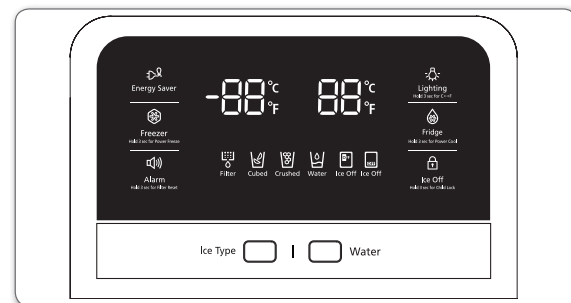 Energy Saver
-88 °C °F
88 °C °F
Lighting
Hold 3 sec for C↔F
Freezer
Hold 3 sec for Power Freeze
Fridge
Hold 3 sec for Power Cool
Alarm
Hold 3 sec for Filter Reset
Filter Cubed Crushed Water Ice Off Ice Off
Ice Off
Hold 3 sec for Child Lock
Ice Type
Water